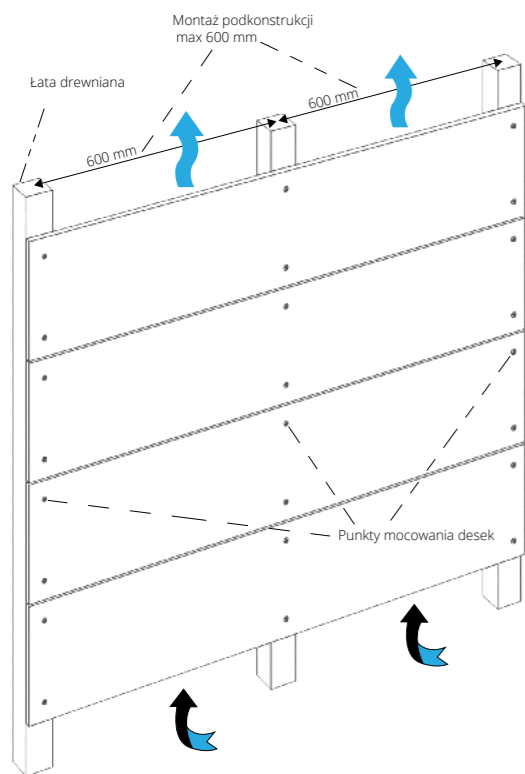 Montaż podkonstrukcji
max 600 mm
Łata drewniana
600 mm
600 mm
Punkty mocowania desek